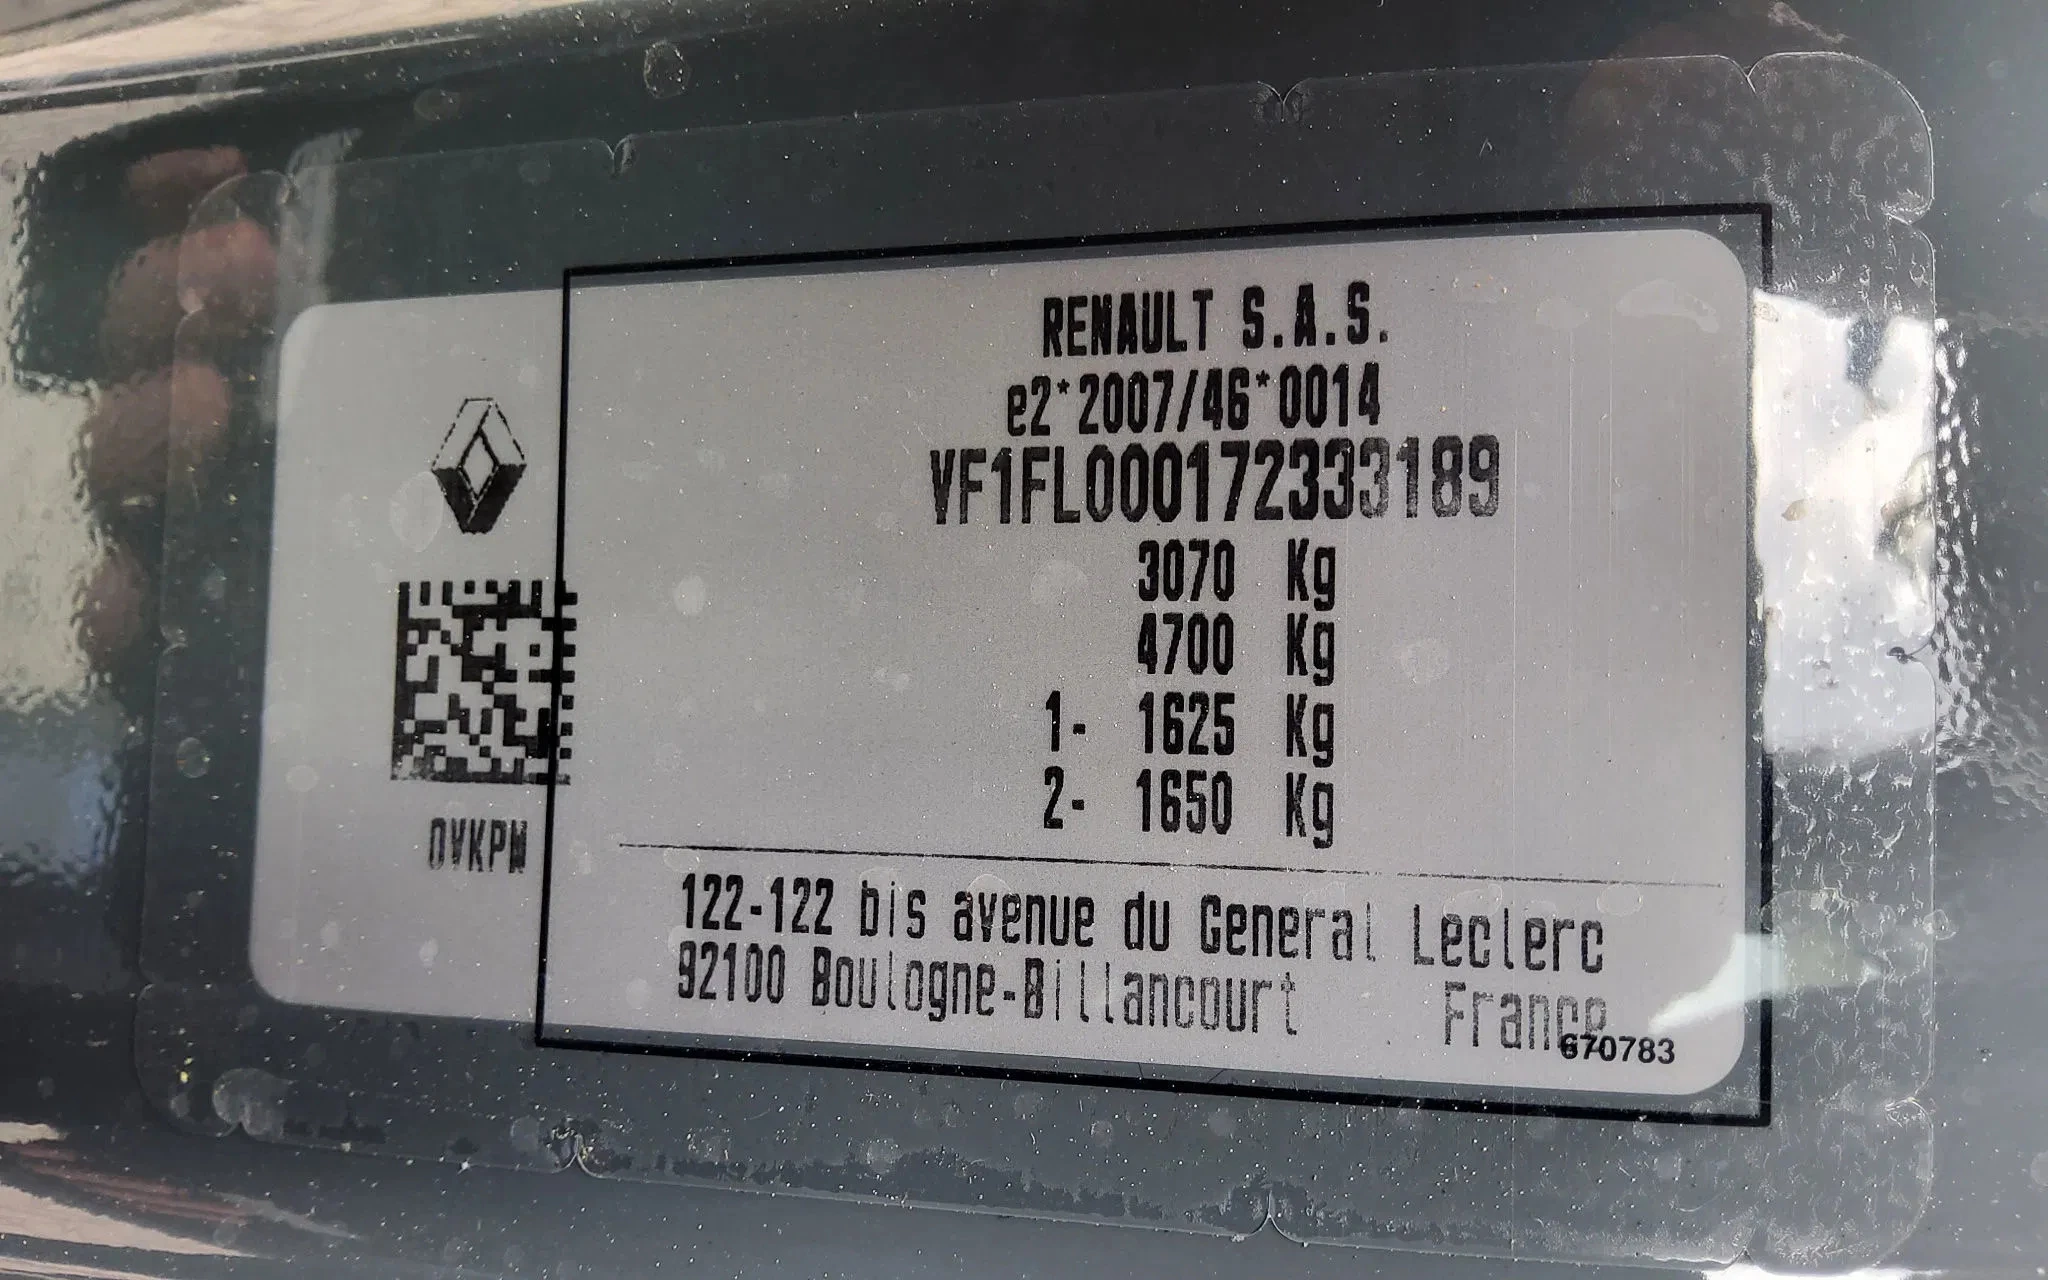 RENAULT S.A.S.
e2*2007/46*0014
VF1FL000172333189
3070 Kg
4700 Kg
1- 1625 Kg
2- 1650 Kg
OVKPN
122-122 bis avenue du General Leclerc
92100 Boulogne-Billancourt France
670783